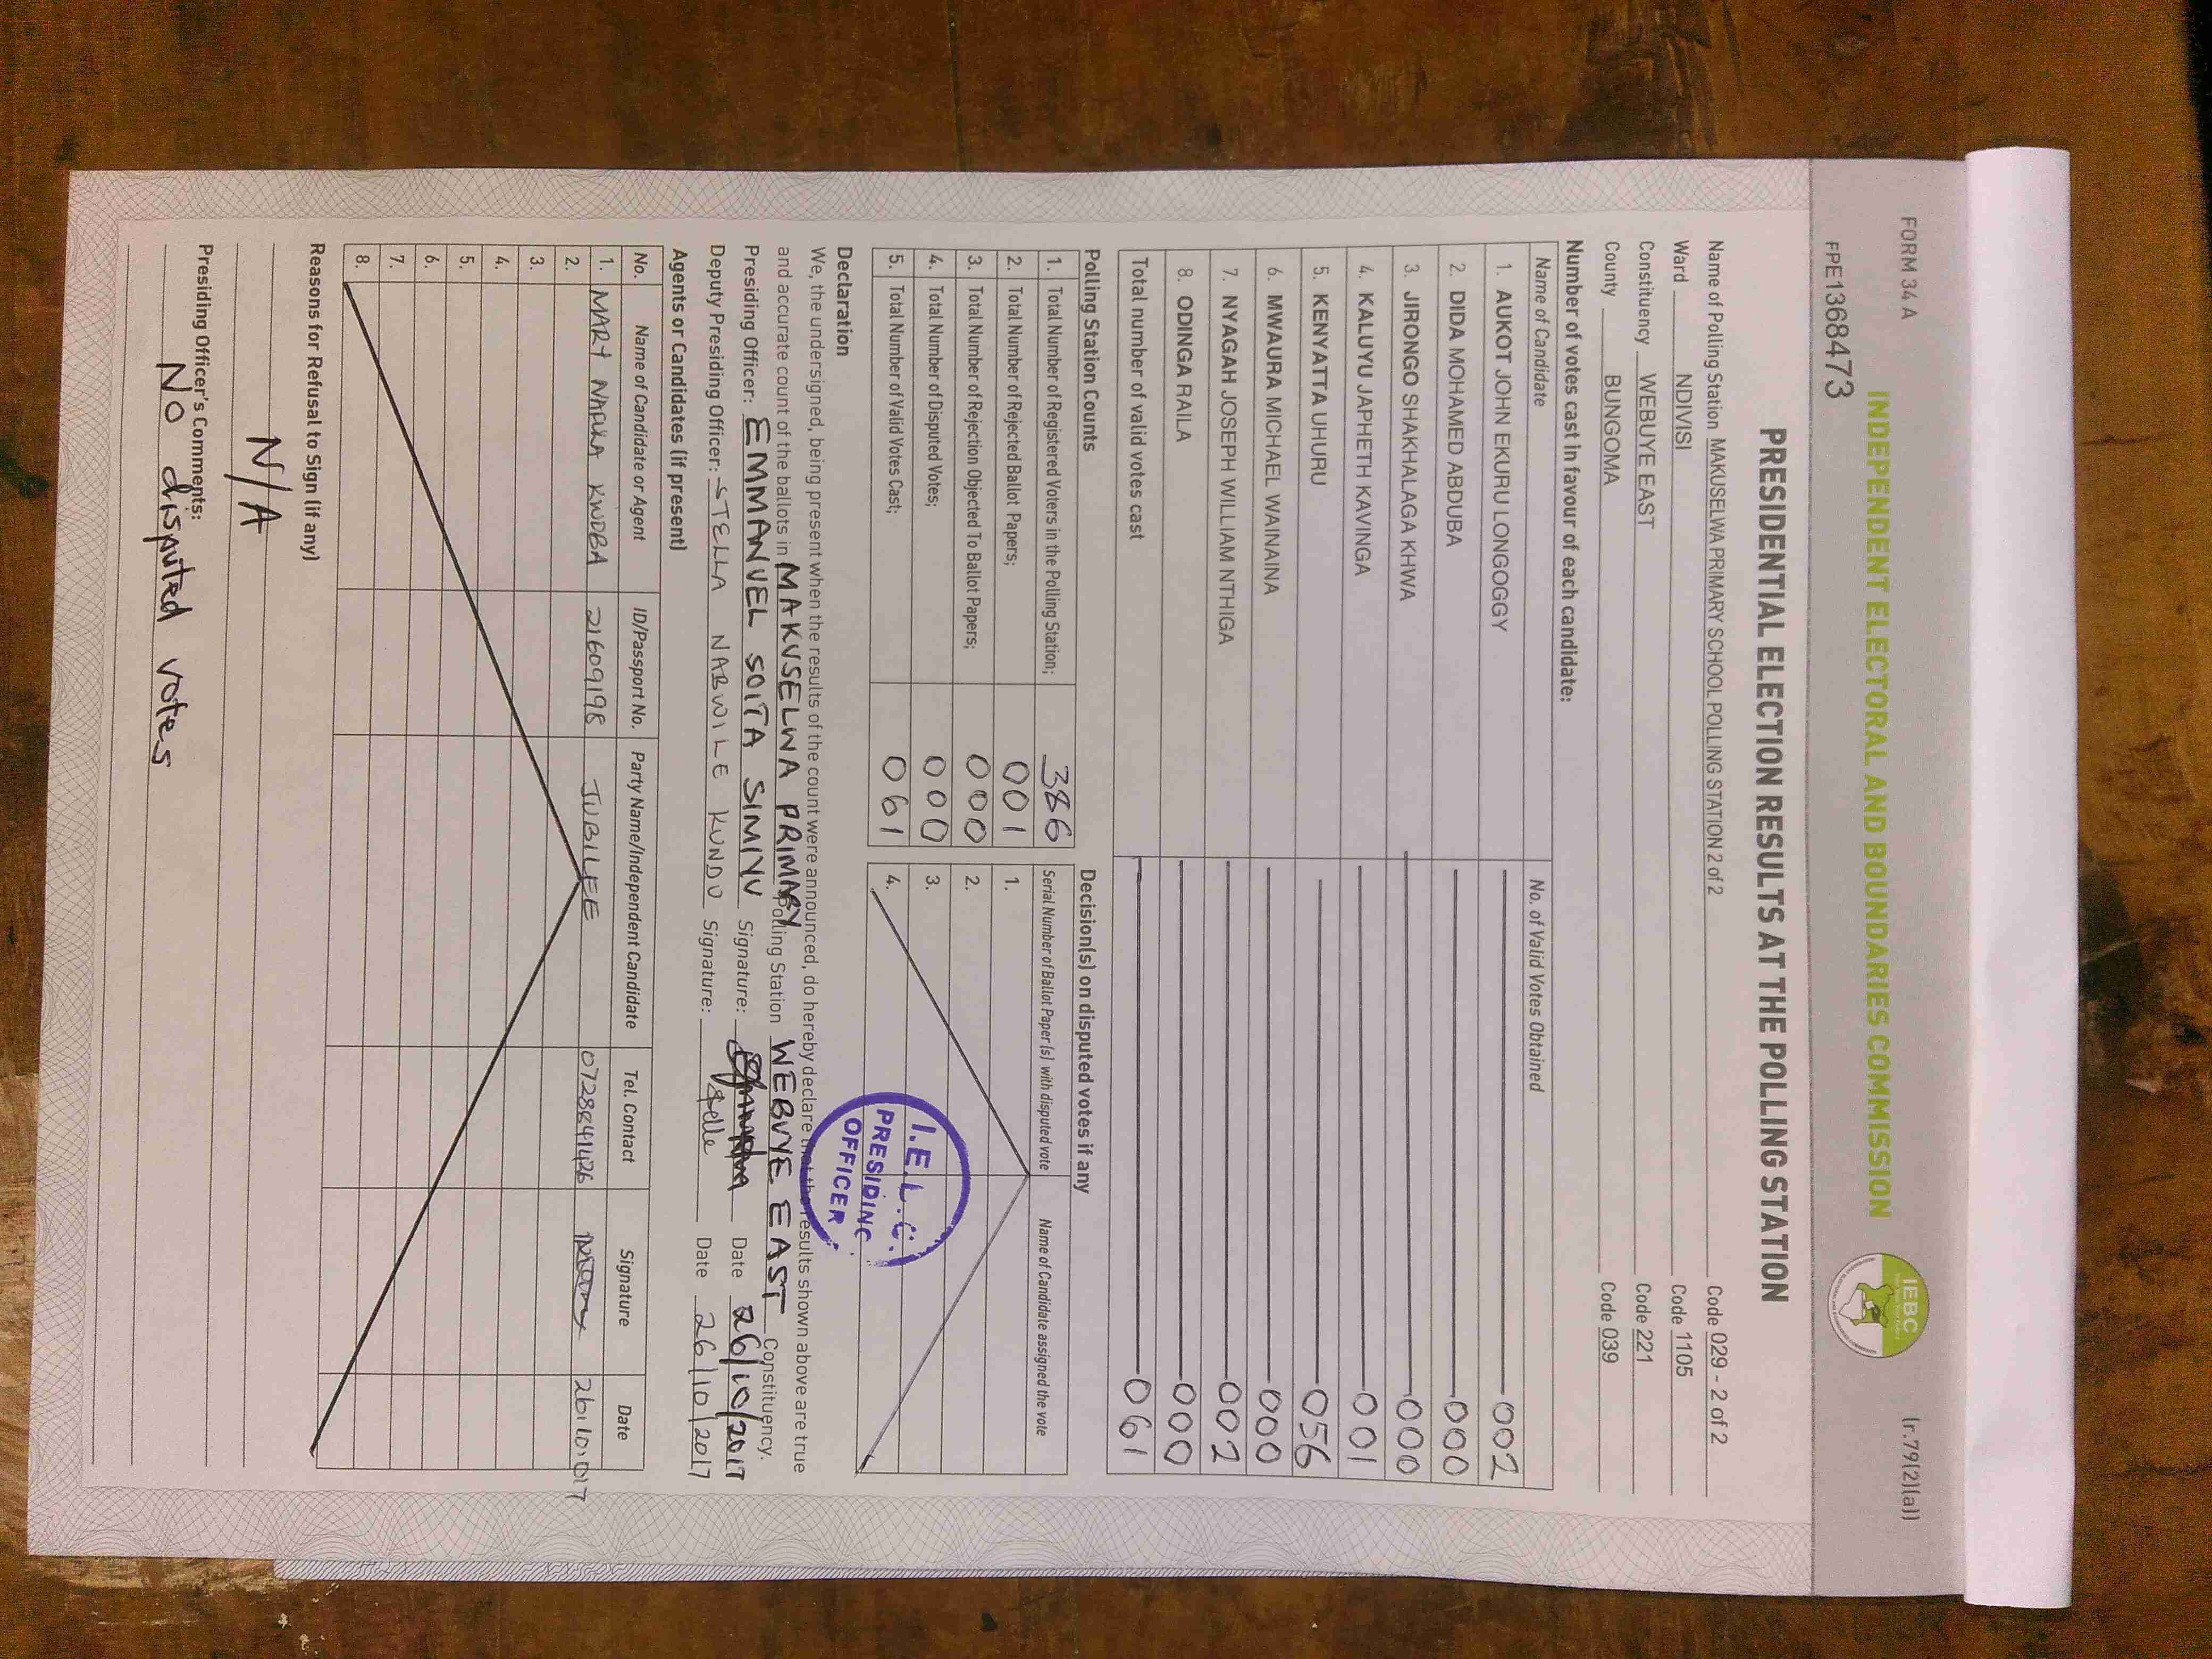 FORM 34 A
(r.79(2)(a))
INDEPENDENT ELECTORAL AND BOUNDARIES COMMISSION
IEBC
FPE1368473
PRESIDENTIAL ELECTION RESULTS AT THE POLLING STATION
Name of Polling Station MAKUSELWA PRIMARY SCHOOL POLLING STATION 2 of 2 Code 029 - 2 of 2
Ward NDIVISI Code 1105
Constituency WEBUYE EAST Code 221
County BUNGOMA Code 039
Number of votes cast in favour of each candidate:
Name of Candidate No. of Valid Votes Obtained
1. AUKOT JOHN EKURU LONGOGGY 002
2. DIDA MOHAMED ABDUBA 000
3. JIRONGO SHAKHALAGA KHWA 000
4. KALUYU JAPHETH KAVINGA 001
5. KENYATTA UHURU 056
6. MWAURA MICHAEL WAINAINA 000
7. NYAGAH JOSEPH WILLIAM NTHIGA 002
8. ODINGA RAILA 000
Total number of valid votes cast 061
Polling Station Counts Decision(s) on disputed votes if any
1. Total Number of Registered Voters in the Polling Station; 386 Serial Number of Ballot Paper (s) with disputed vote Name of Candidate assigned the vote
2. Total Number of Rejected Ballot Papers; 001 1.
3. Total Number of Rejection Objected To Ballot Papers; 000 2.
4. Total Number of Disputed Votes; 000 3.
5. Total Number of Valid Votes Cast; 061 4.
I.E.L.C.
PRESIDING
OFFICER
Declaration
We, the undersigned, being present when the results of the count were announced, do hereby declare that the results shown above are true
and accurate count of the ballots in MAKUSELWA PRIMARY Polling Station WEBUYE EAST Constituency.
Presiding Officer: EMMANUEL SOITA SIMIYU Signature: Date 26/10/2017
Deputy Presiding Officer: STELLA NABWILE KUNDU Signature: Stelle Date 26/10/2017
Agents or Candidates (if present)
No. Name of Candidate or Agent ID/Passport No. Party Name/Independent Candidate Tel. Contact Signature Date
1. MARY 21609198 JUBILEE
2.
3.
4.
5.
6.
7.
8.
Reasons for Refusal to Sign (if any)
N/A
Presiding Officer's Comments:
No disputed votes